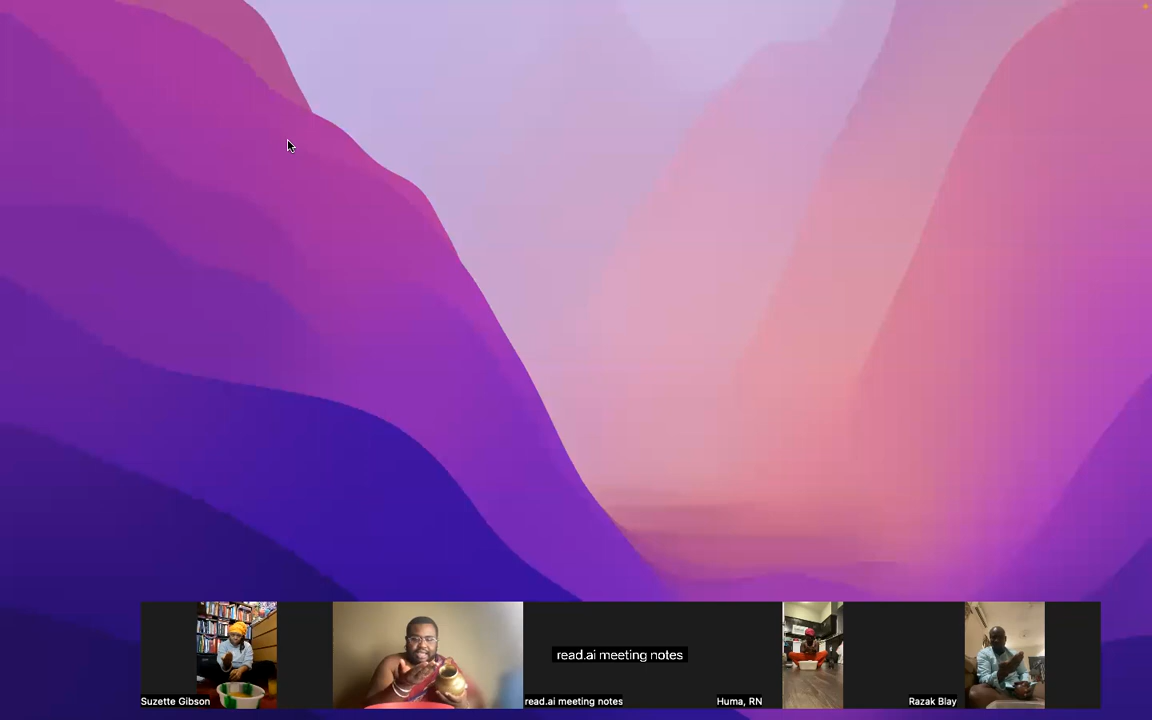 read.ai meeting notes
Suzette Gibson
read.ai meeting notes
Huma, RN
Razak Blay